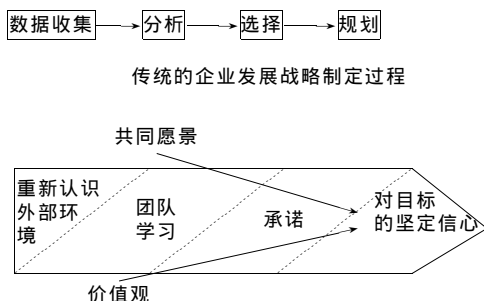 数据收集 分析 选择 规划
传统的企业发展战略制定过程
共同愿景
重新认识
外部环
境
团队
学习
承诺
对目标
的坚定信心
价值观